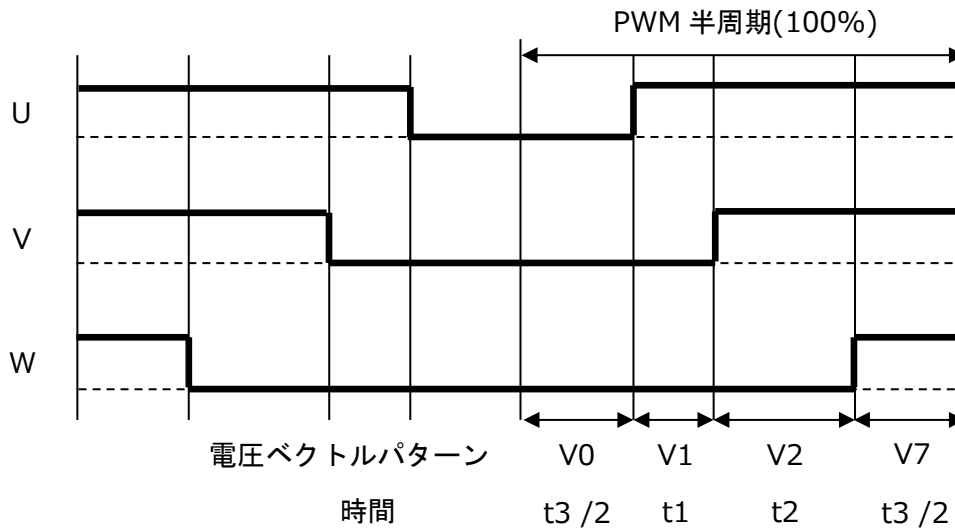 PWM 半周期(100%)
U
V
W
電圧ベクトルパターン V0 V1 V2 V7
時間 t3 /2 t1 t2 t3 /2